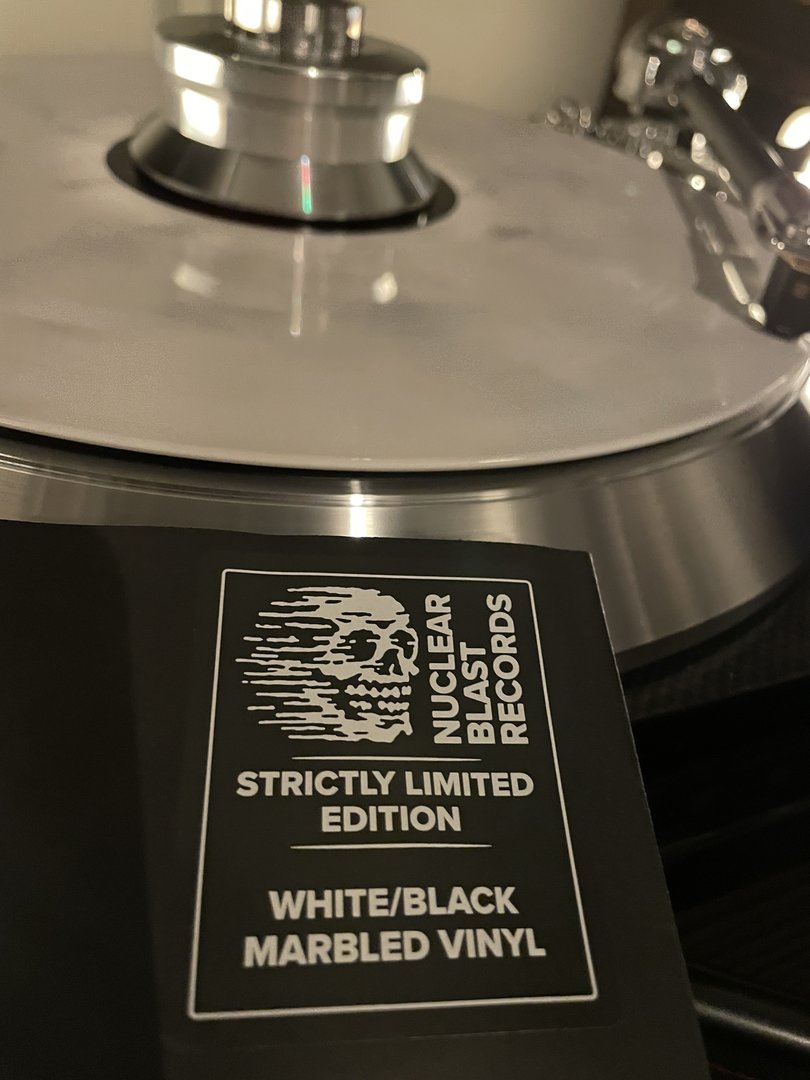 NUCLEAR
BLAST
RECORDS
STRICTLY LIMITED
EDITION
WHITE/BLACK
MARBLED VINYL